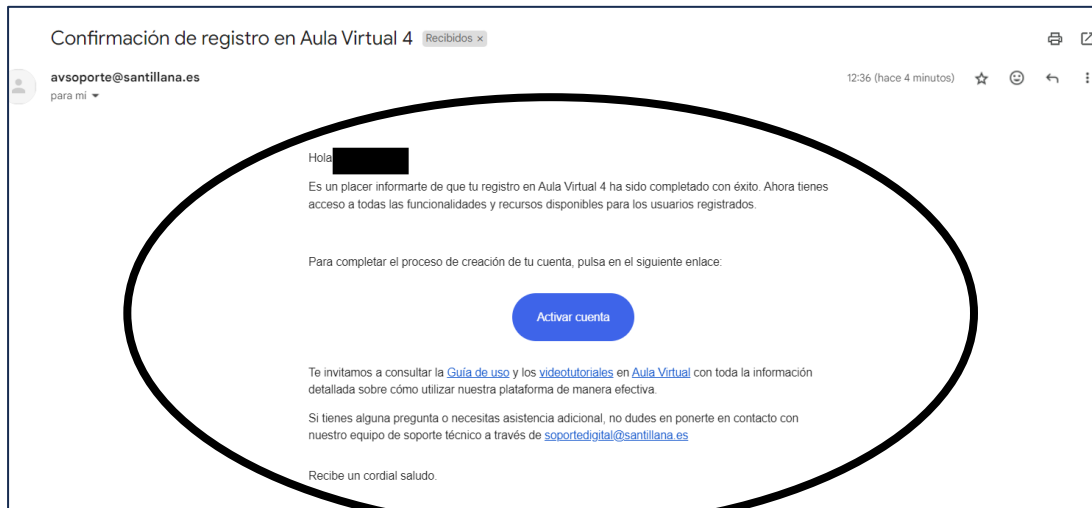 Confirmación de registro en Aula Virtual 4 Recibidos x
avsoporte@santillana.es
12:36 (hace 4 minutos)
para mí
Hola
Es un placer informarte de que tu registro en Aula Virtual 4 ha sido completado con éxito. Ahora tienes
acceso a todas las funcionalidades y recursos disponibles para los usuarios registrados.
Para completar el proceso de creación de tu cuenta, pulsa en el siguiente enlace:
Activar cuenta
Te invitamos a consultar la Guía de uso y los videotutoriales en Aula Virtual con toda la información
detallada sobre cómo utilizar nuestra plataforma de manera efectiva.
Si tienes alguna pregunta o necesitas asistencia adicional, no dudes en ponerte en contacto con
nuestro equipo de soporte técnico a través de soportedigital@santillana.es
Recibe un cordial saludo.